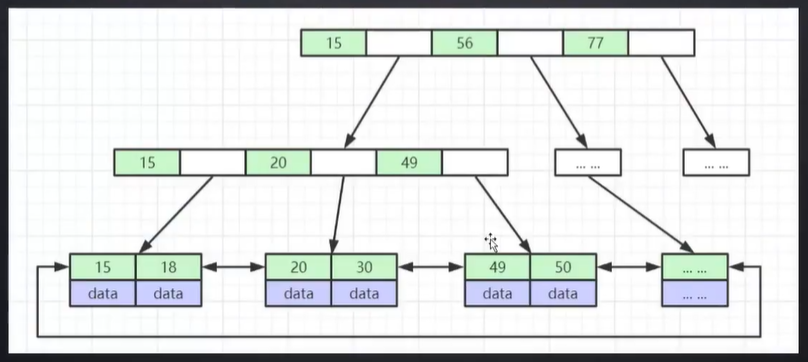 15 56 77
15 20 49 ... ... ... ...
15 18 20 30 49 50 ... ...
data data data data data data ... ...